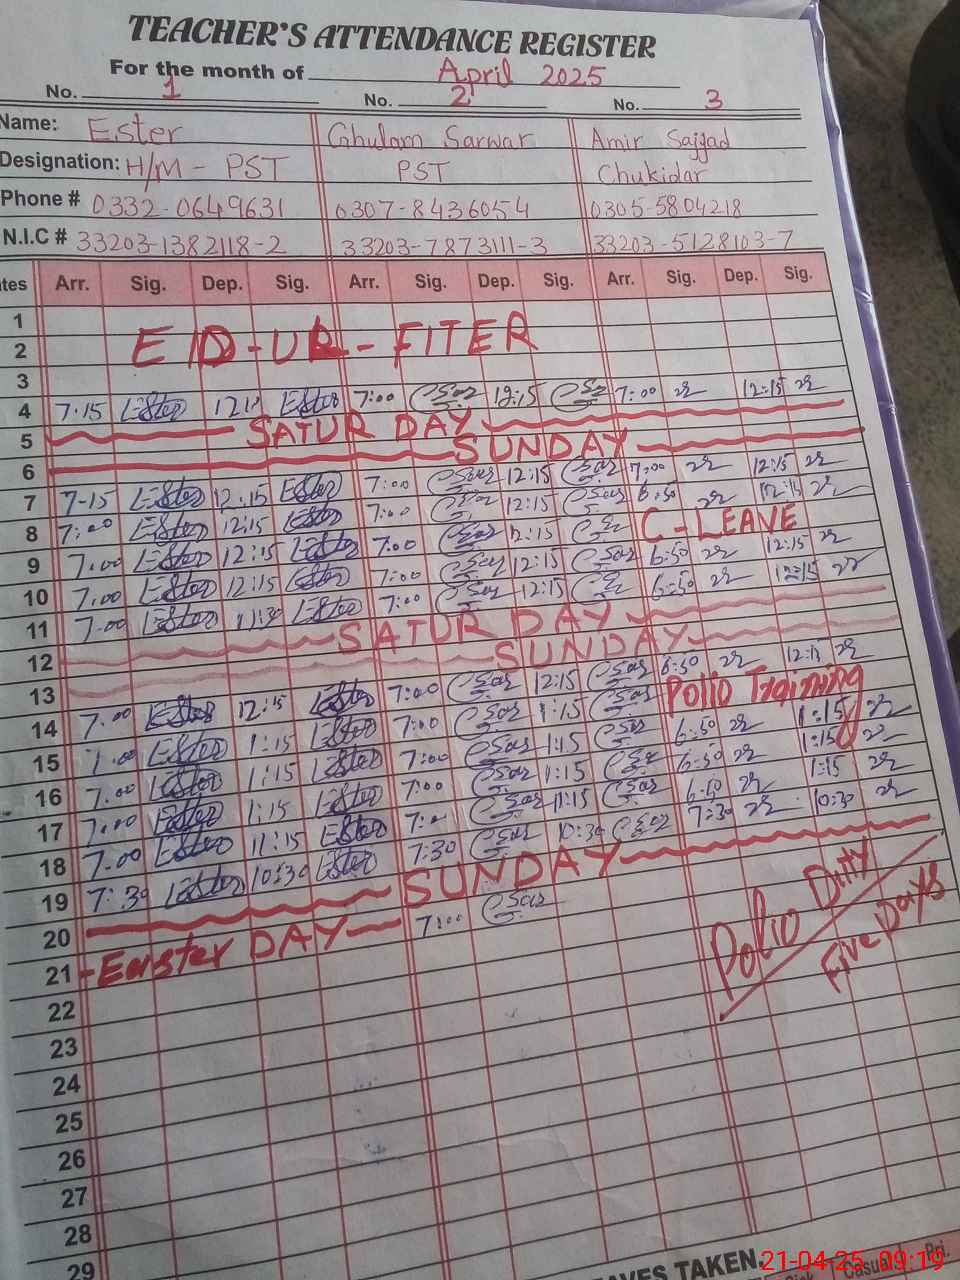 TEACHER'S ATTENDANCE REGISTER
For the month of April 2025
No. 1 No. 2 No. 3
Name: Ester Ghulam Sarwar Amir Sajjad
Designation: H/M - PST PST Chukidar
Phone # 0332-0649631 0307-8436054 0305-5804218
N.I.C # 33203-1382118-2 33203-7873111-3 33203-5128103-7
tes Arr. Sig. Dep. Sig. Arr. Sig. Dep. Sig. Arr. Sig. Dep. Sig.
1
EID-UR-FITER
2
3
4 7.15 Ester Ester 7:00 12:15 7:00 12:15
SATUR DAY
5
SUNDAY
6
7 7-15 Ester 12.15 Ester 7:00 12:15 7:00 12:15
8 7:00 Ester 12:15 Ester 7:00 12:15 6:50 12:15
9 7.00 Ester 12:15 Ester 7:00 12:15 C-LEAVE
10 7.00 Ester 12:15 Ester 7:00 12:15 6:50 12:15
11 7.00 Ester 11:30 Ester 7:00 12:15 6:50 12:15
SATUR DAY
12
SUNDAY
13
14 7.00 Ester 12:15 Ester 7:00 12:15 6:50 12:15
15 Ester 1:15 Ester 7:00 1:15 Polio Training
16 7.00 Ester 1:15 Ester 7:00 1:15 6:50 1:15
17 7.00 Ester 1:15 Ester 7:00 1:15 6:50 1:15
18 7.00 Ester 11:15 Ester 11:15 6:50 1:15
19 7:30 Ester 10:30 Ester 7:30 10:30 7:30 10:30
SUNDAY
20
21 -Easter DAY- 7:00 Polio Ditty
Five Days
22
23
24
25
26
27
28
29
AVES TAKEN
Casual Pri.
21-04-25 09:19